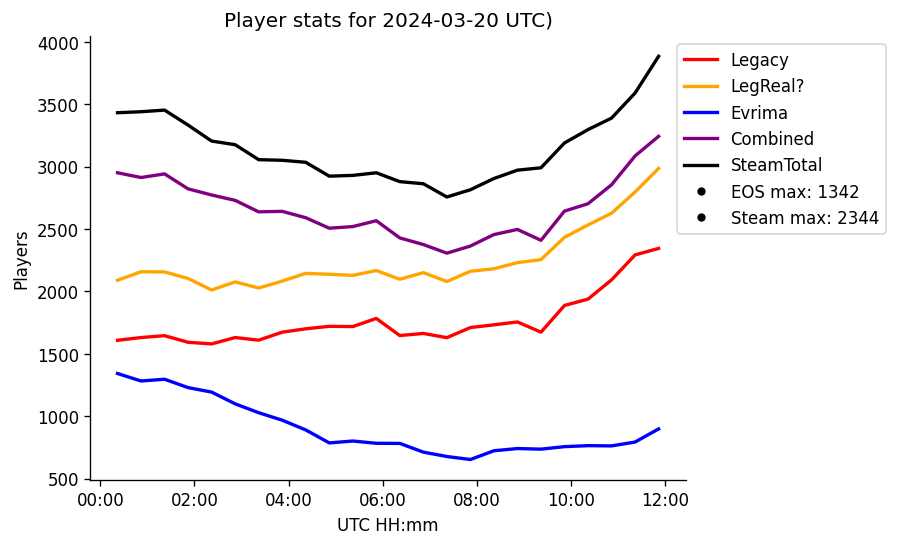 Player stats for 2024-03-20 UTC)
4000
3500
3000
2500
2000
1500
1000
500
Players
00:00 02:00 04:00 06:00 08:00 10:00 12:00
UTC HH:mm
Legacy
LegReal?
Evrima
Combined
SteamTotal
EOS max: 1342
Steam max: 2344